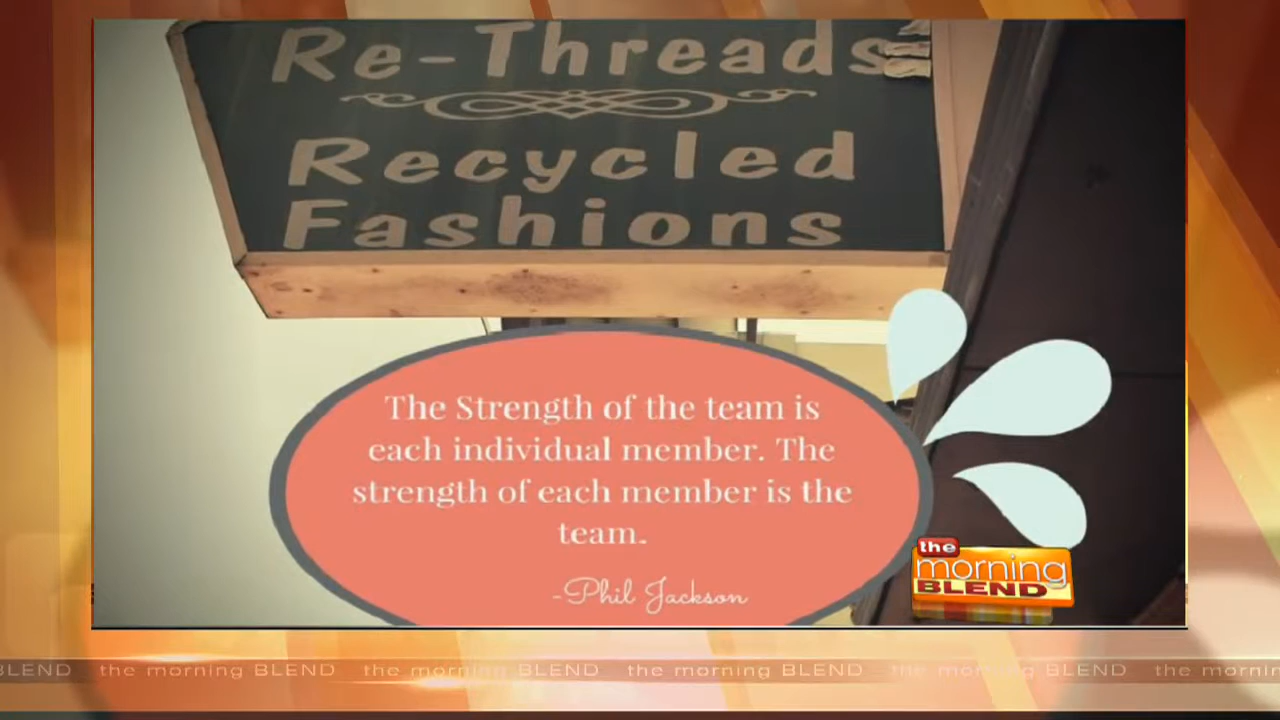 Re-Threads
Recycled
Fashions
The Strength of the team is
each individual member. The
strength of each member is the
team.
-Phil Jackson
the
morning
BLEND
BLEND the morning BLEND the morning BLEND the morning BLEND the morning BLEND the mornin